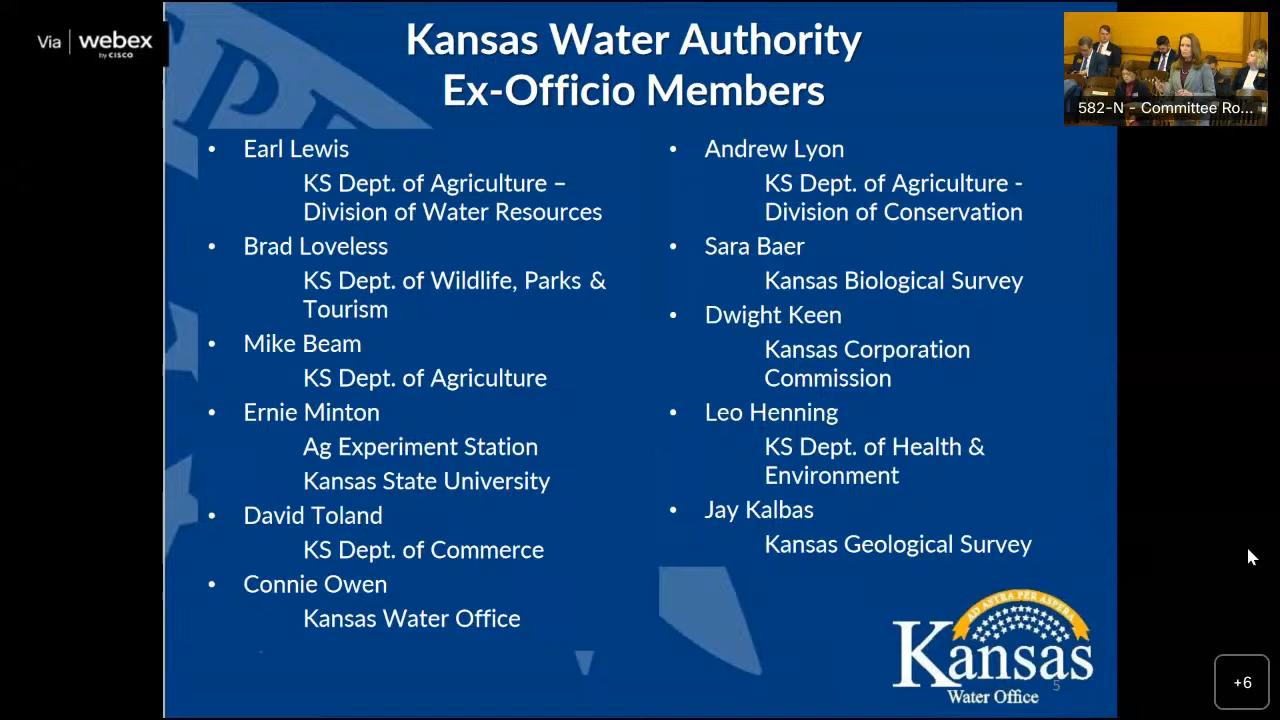 Via | webex
by CISCO
Kansas Water Authority
Ex-Officio Members
582-N - Committee Ro...
• Earl Lewis
KS Dept. of Agriculture –
Division of Water Resources
• Brad Loveless
KS Dept. of Wildlife, Parks &
Tourism
• Mike Beam
KS Dept. of Agriculture
• Ernie Minton
Ag Experiment Station
Kansas State University
• David Toland
KS Dept. of Commerce
• Connie Owen
Kansas Water Office
• Andrew Lyon
KS Dept. of Agriculture -
Division of Conservation
• Sara Baer
Kansas Biological Survey
• Dwight Keen
Kansas Corporation
Commission
• Leo Henning
KS Dept. of Health &
Environment
• Jay Kalbas
Kansas Geological Survey
AD ASTRA PER ASPERA
Kansas
Water Office
5
+6